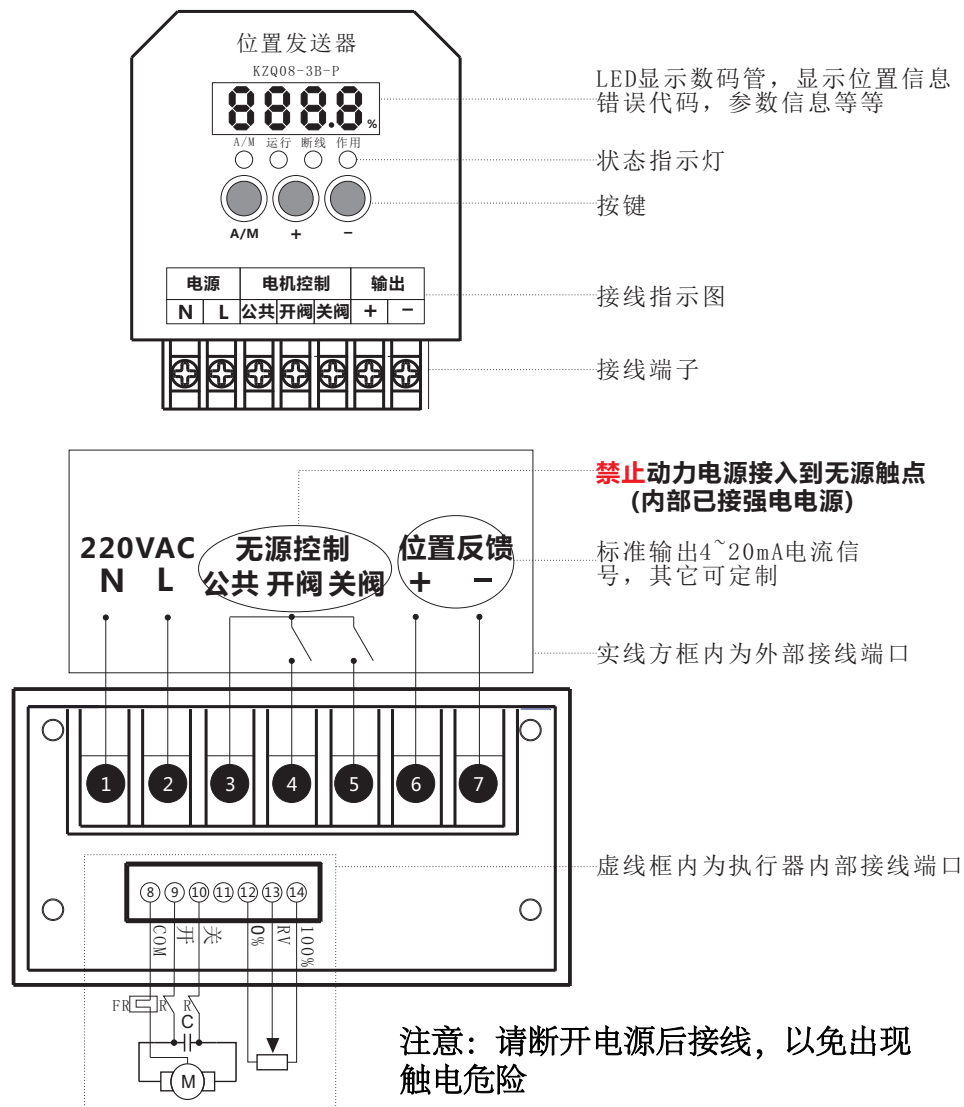 位置发送器
KZQ08-3B-P
888.8%
A/M 运行 断线 作用
A/M + −
电源 电机控制 输出
N L 公共 开阀 关阀 + −
LED显示数码管，显示位置信息
错误代码，参数信息等等
状态指示灯
按键
接线指示图
接线端子
禁止动力电源接入到无源触点
(内部已接强电电源)
220VAC 无源控制 位置反馈
N L 公共 开阀 关阀 + −
标准输出4~20mA电流信
号，其它可定制
实线方框内为外部接线端口
1 2 3 4 5 6 7
虚线框内为执行器内部接线端口
⑧ ⑨ ⑩ ⑪ ⑫ ⑬ ⑭
COM 开 关 0% RV 100%
FR R R
C
M
注意：请断开电源后接线，以免出现
触电危险